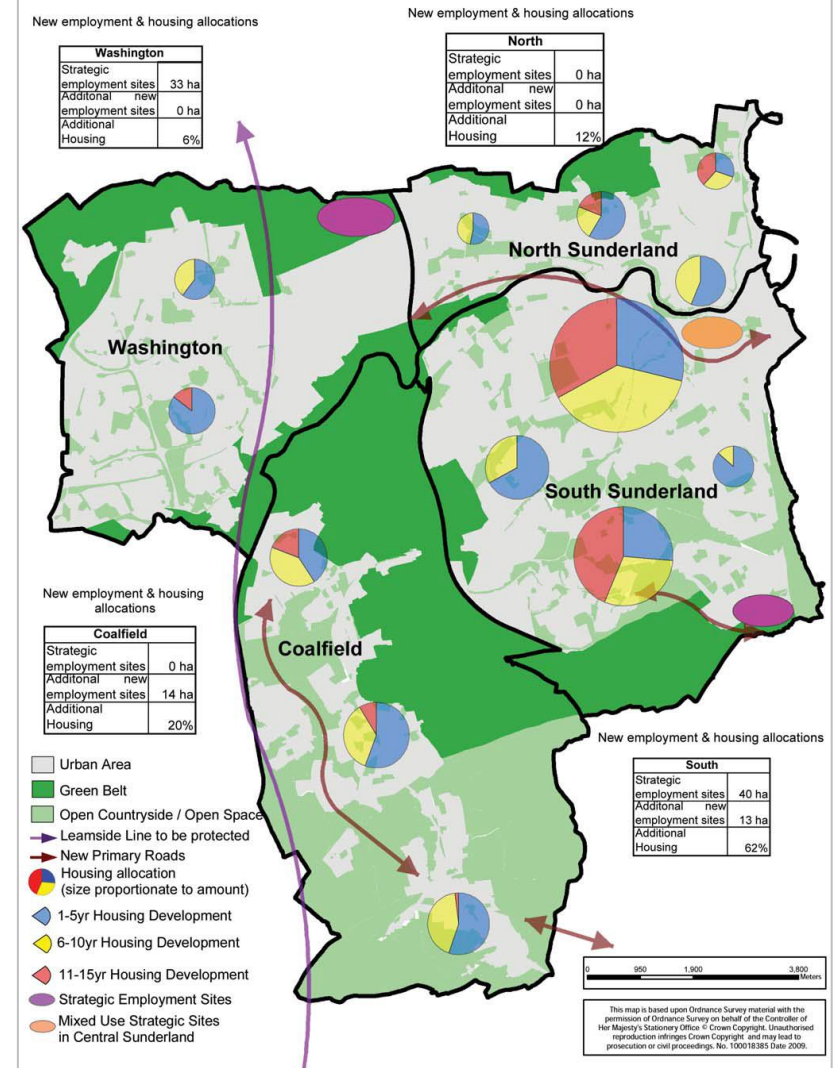 New employment & housing allocations
Washington
Strategic
employment sites 33 ha
Additonal new
employment sites 0 ha
Additional
Housing 6%
New employment & housing allocations
North
Strategic
employment sites 0 ha
Additonal new
employment sites 0 ha
Additional
Housing 12%
North Sunderland
Washington
South Sunderland
Coalfield
New employment & housing
allocations
Coalfield
Strategic
employment sites 0 ha
Additonal new
employment sites 14 ha
Additional
Housing 20%
New employment & housing allocations
South
Strategic
employment sites 40 ha
Additonal new
employment sites 13 ha
Additional
Housing 62%
Urban Area
Green Belt
Open Countryside / Open Space
Leamside Line to be protected
New Primary Roads
Housing allocation
(size proportionate to amount)
1-5yr Housing Development
6-10yr Housing Development
11-15yr Housing Development
Strategic Employment Sites
Mixed Use Strategic Sites
in Central Sunderland
0 950 1,900 3,800
Meters
This map is based upon Ordnance Survey material with the
permission of Ordnance Survey on behalf of the Controller of
Her Majesty's Stationery Office © Crown Copyright. Unauthorised
reproduction infringes Crown Copyright and may lead to
prosecution or civil proceedings. No. 100018385 Date 2009.